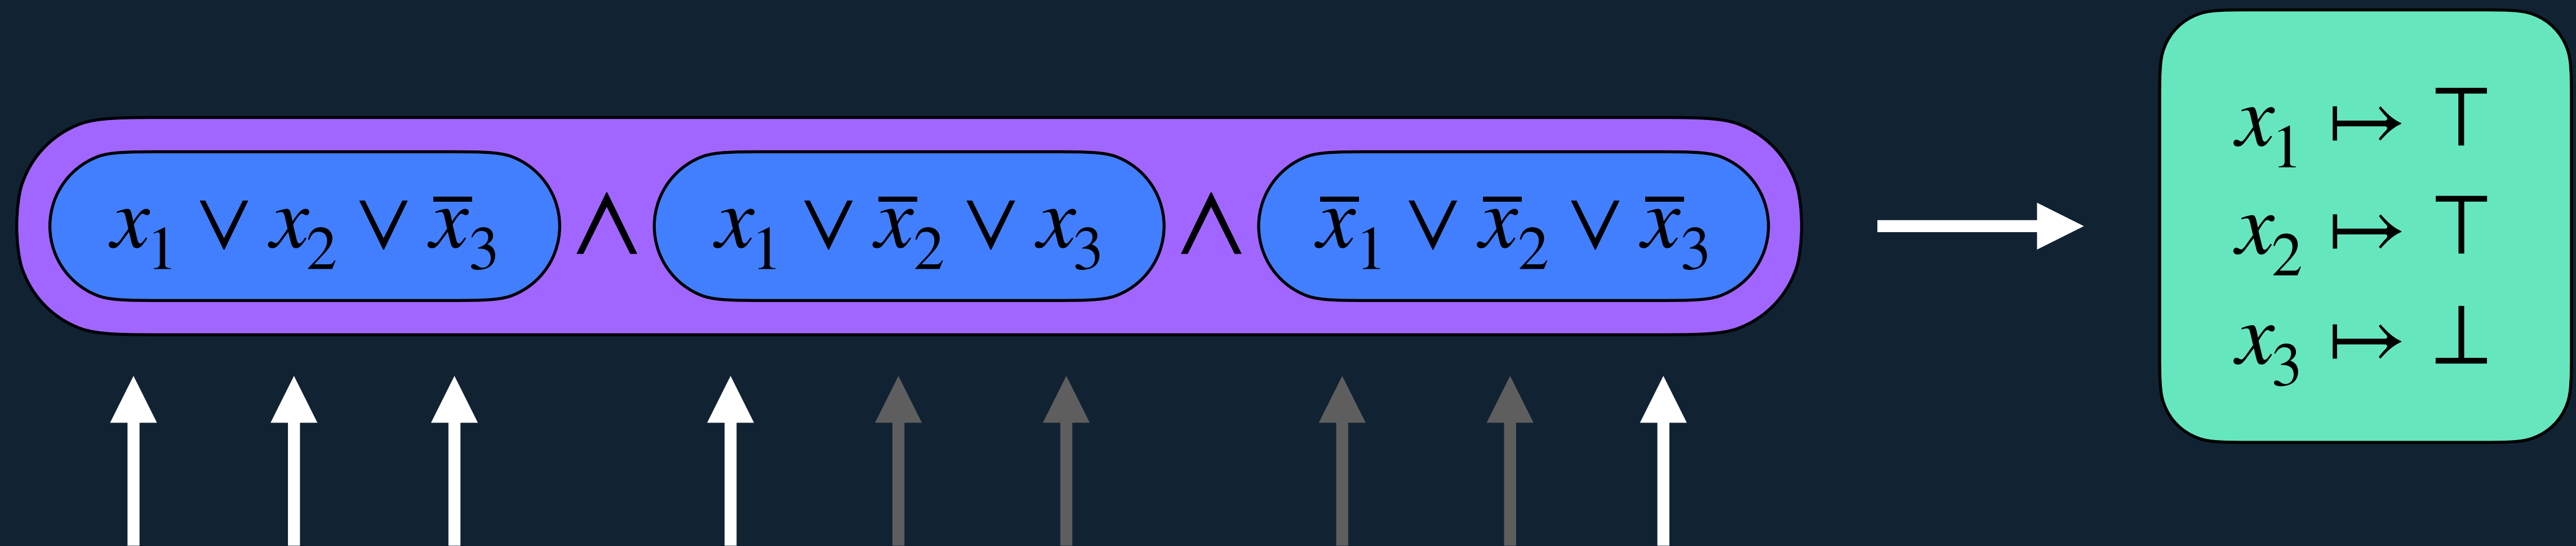 x₁ ∨ x₂ ∨ x̅₃ ∧ x₁ ∨ x̅₂ ∨ x₃ ∧ x̅₁ ∨ x̅₂ ∨ x̅₃
x₁ ↦ ⊤
x₂ ↦ ⊤
x₃ ↦ ⊥